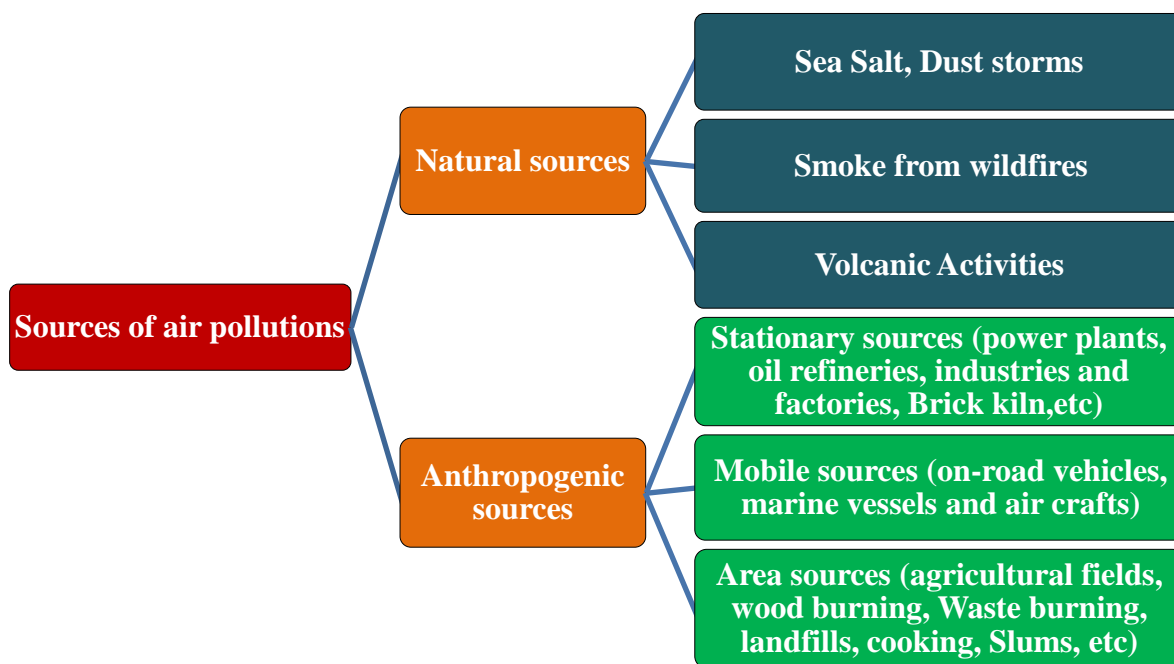 Sources of air pollutions
Natural sources
Sea Salt, Dust storms
Smoke from wildfires
Volcanic Activities
Anthropogenic
sources
Stationary sources (power plants,
oil refineries, industries and
factories, Brick kiln,etc)
Mobile sources (on-road vehicles,
marine vessels and air crafts)
Area sources (agricultural fields,
wood burning, Waste burning,
landfills, cooking, Slums, etc)